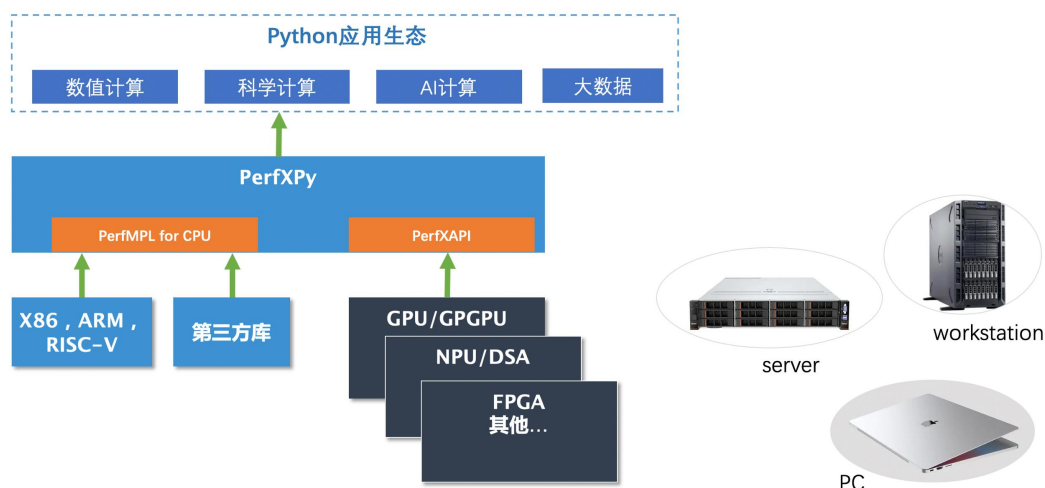 Python应用生态
数值计算
科学计算
AI计算
大数据
PerfXPy
PerfMPL for CPU
PerfXAPI
X86，ARM，
RISC-V
第三方库
GPU/GPGPU
NPU/DSA
FPGA
其他...
server
workstation
PC